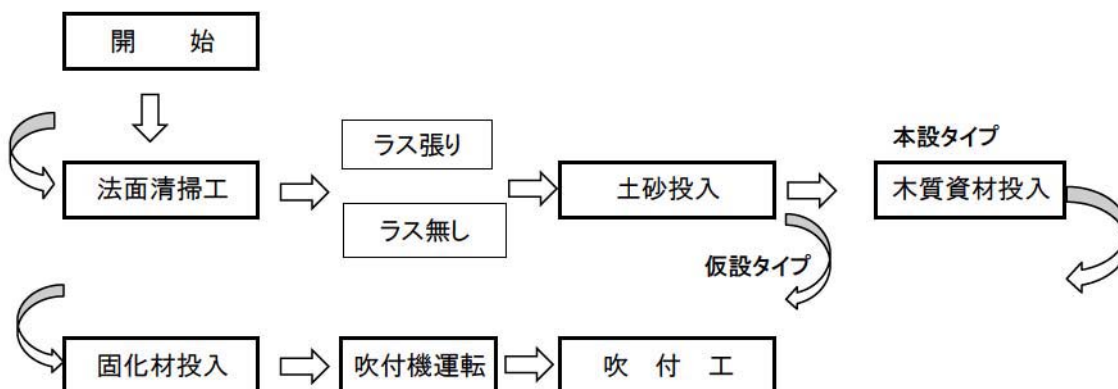 開　始
ラス張り
本設タイプ
法面清掃工
土砂投入
木質資材投入
ラス無し
仮設タイプ
固化材投入
吹付機運転
吹　付　工